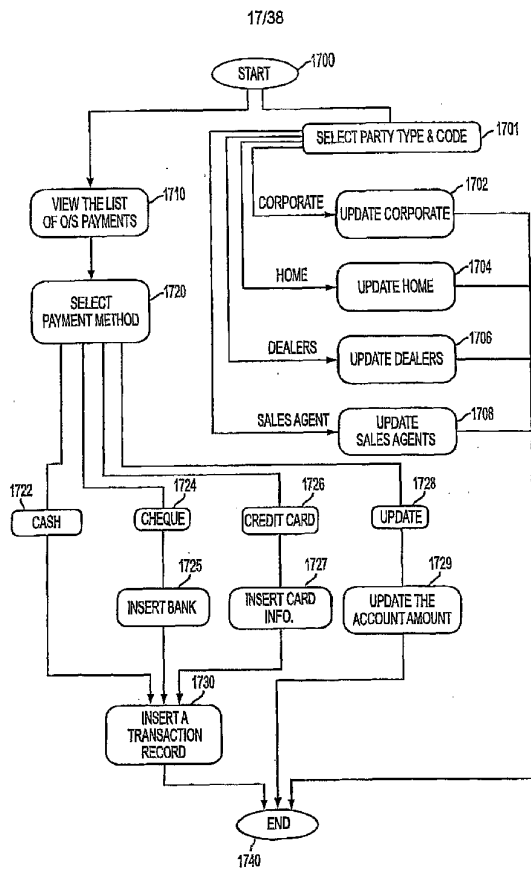 17/38
START
1700
SELECT PARTY TYPE & CODE
1701
VIEW THE LIST
OF O/S PAYMENTS
1710
CORPORATE
UPDATE CORPORATE
1702
SELECT
PAYMENT METHOD
1720
HOME
UPDATE HOME
1704
DEALERS
UPDATE DEALERS
1706
SALES AGENT
UPDATE
SALES AGENTS
1708
1722
CASH
1724
CHEQUE
1726
CREDIT CARD
1728
UPDATE
1725
INSERT BANK
1727
INSERT CARD
INFO.
1729
UPDATE THE
ACCOUNT AMOUNT
1730
INSERT A
TRANSACTION
RECORD
END
1740